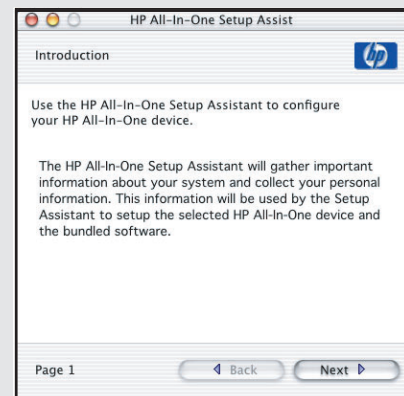 HP All-In-One Setup Assist
Introduction
hp
Use the HP All-In-One Setup Assistant to configure
your HP All-In-One device.
The HP All-In-One Setup Assistant will gather important
information about your system and collect your personal
information. This information will be used by the Setup
Assistant to setup the selected HP All-In-One device and
the bundled software.
Page 1
Back
Next